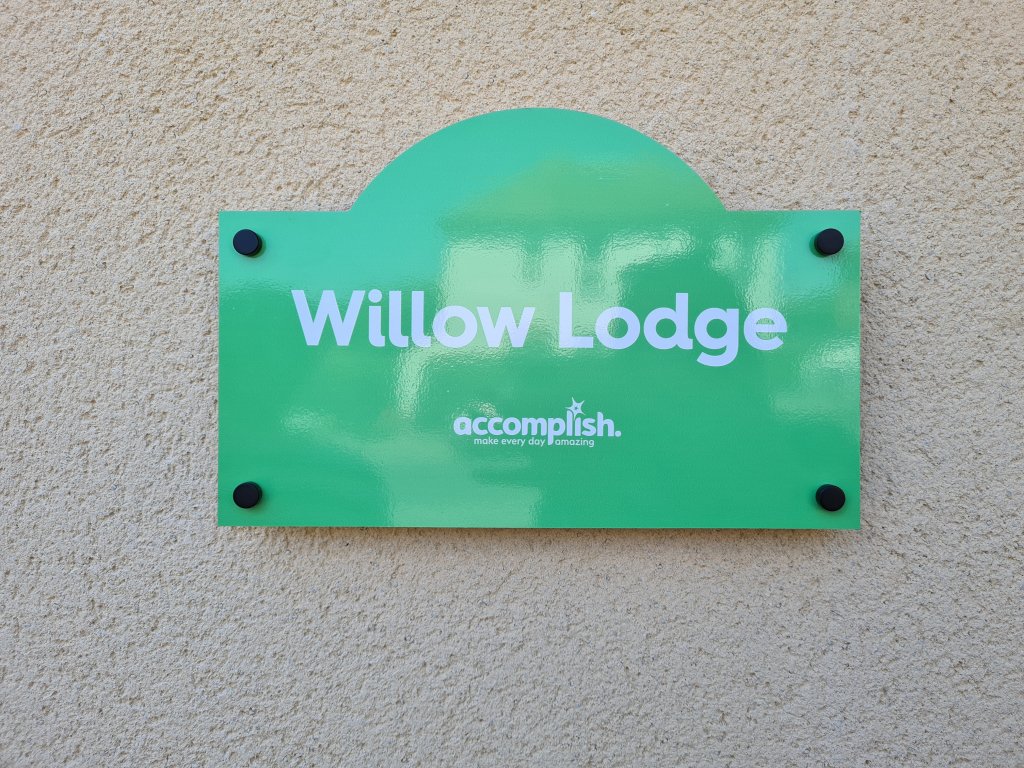 Willow Lodge
accomplish.
make every day amazing